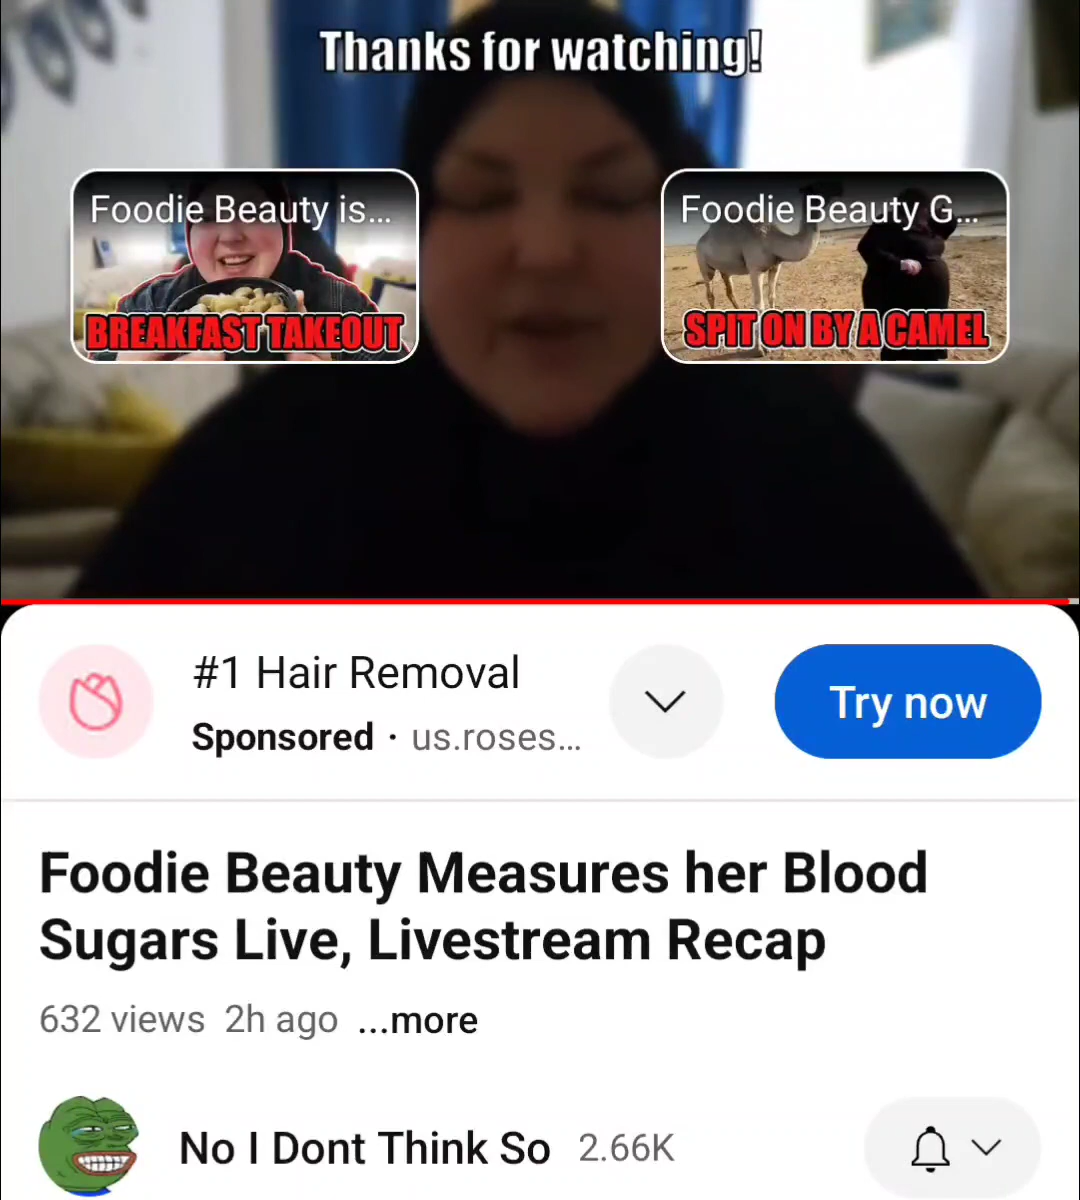 Thanks for watching!
Foodie Beauty is...
BREAKFAST TAKEOUT
Foodie Beauty G...
SPIT ON BY A CAMEL
#1 Hair Removal
Sponsored · us.roses...
Try now
Foodie Beauty Measures her Blood
Sugars Live, Livestream Recap
632 views 2h ago ...more
No I Dont Think So 2.66K